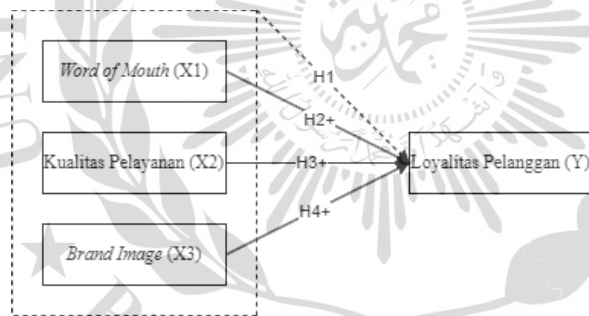 H1
Word of Mouth (X1)
H2+
Kualitas Pelayanan (X2)
H3+
Loyalitas Pelanggan (Y)
H4+
Brand Image (X3)